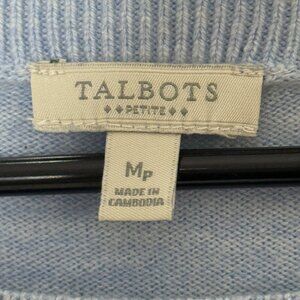 TALBOTS
PETITE
MP
MADE IN
CAMBODIA